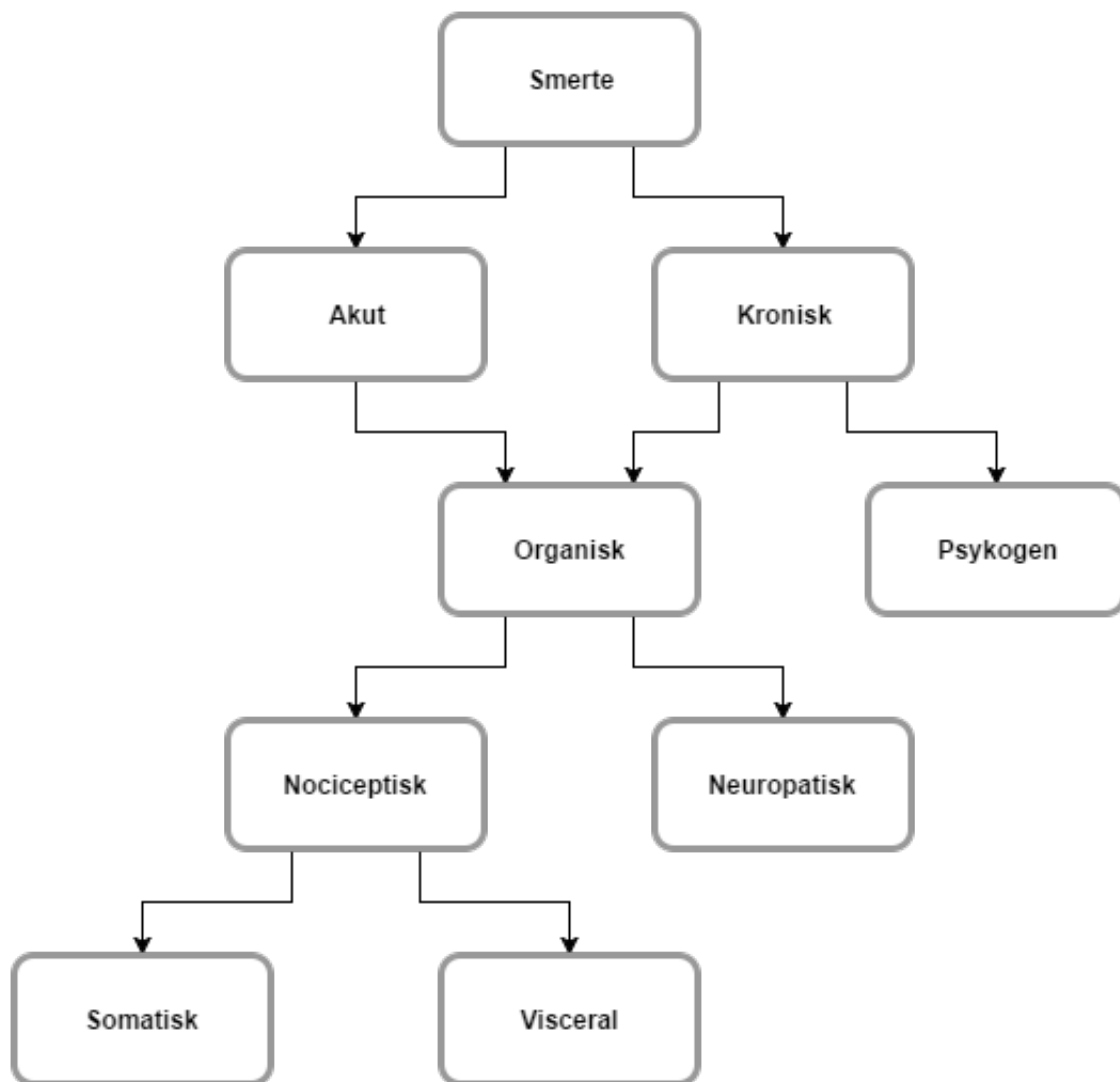 Smerte
Akut
Kronisk
Organisk
Psykogen
Nociceptisk
Neuropatisk
Somatisk
Visceral